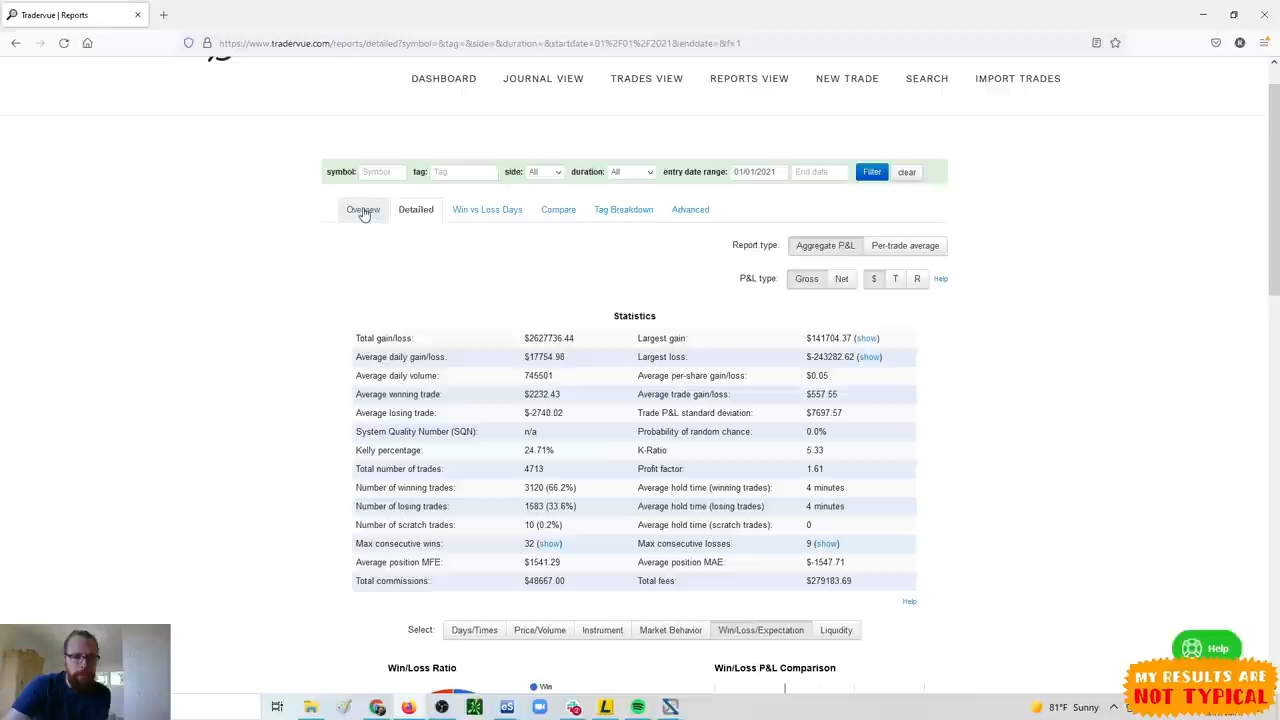 Tradervue | Reports
https://www.tradervue.com/reports/detailed?symbol=&tag=&side=&duration=&startdate=01%2F01%2F2021&enddate=&f=1
DASHBOARD JOURNAL VIEW TRADES VIEW REPORTS VIEW NEW TRADE SEARCH IMPORT TRADES
symbol: Symbol tag: Tag side: All duration: All entry date range: 01/01/2021 End date Filter clear
Overview Detailed Win vs Loss Days Compare Tag Breakdown Advanced
Report type: Aggregate P&L Per-trade average
P&L type: Gross Net $ T R Help
Statistics
Total gain/loss: $2627736.44 Largest gain: $141704.37 (show)
Average daily gain/loss: $17754.98 Largest loss: $-243282.62 (show)
Average daily volume: 745501 Average per-share gain/loss: $0.05
Average winning trade: $2232.43 Average trade gain/loss: $557.55
Average losing trade: $-2740.02 Trade P&L standard deviation: $7697.57
System Quality Number (SQN): n/a Probability of random chance: 0.0%
Kelly percentage: 24.71% K-Ratio: 5.33
Total number of trades: 4713 Profit factor: 1.61
Number of winning trades: 3120 (66.2%) Average hold time (winning trades): 4 minutes
Number of losing trades: 1583 (33.6%) Average hold time (losing trades) 4 minutes
Number of scratch trades: 10 (0.2%) Average hold time (scratch trades): 0
Max consecutive wins: 32 (show) Max consecutive losses: 9 (show)
Average position MFE: $1541.29 Average position MAE: $-1547.71
Total commissions: $48667.00 Total fees: $279183.69
Help
Select: Days/Times Price/Volume Instrument Market Behavior Win/Loss/Expectation Liquidity
Win/Loss Ratio Win/Loss P&L Comparison
Win
Help
MY RESULTS ARE
NOT TYPICAL
81°F Sunny